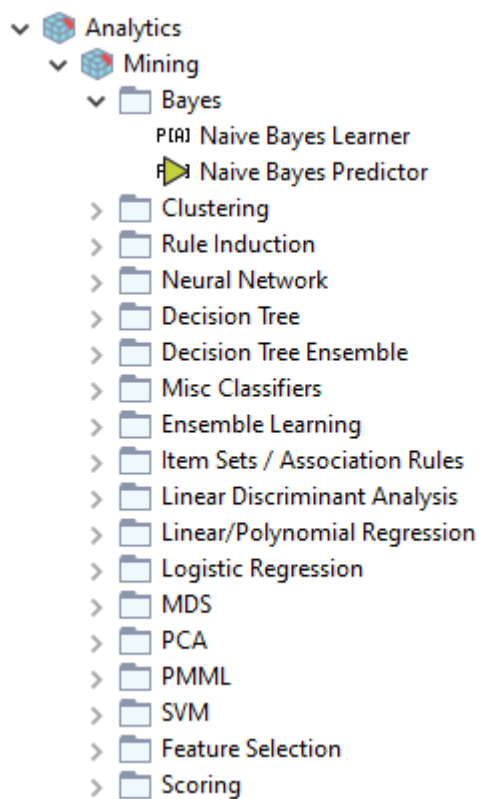 Analytics
Mining
Bayes
P[A] Naive Bayes Learner
Naive Bayes Predictor
Clustering
Rule Induction
Neural Network
Decision Tree
Decision Tree Ensemble
Misc Classifiers
Ensemble Learning
Item Sets / Association Rules
Linear Discriminant Analysis
Linear/Polynomial Regression
Logistic Regression
MDS
PCA
PMML
SVM
Feature Selection
Scoring